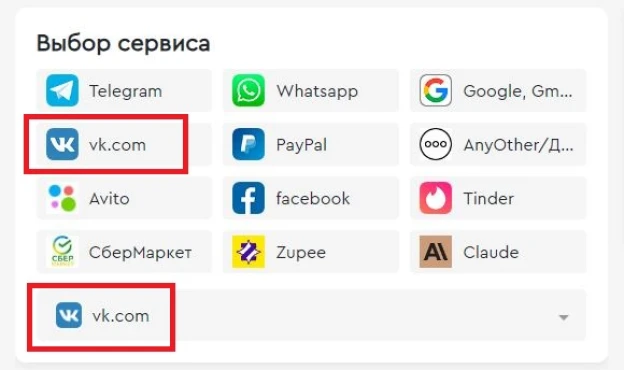 Выбор сервиса
Telegram Whatsapp Google, Gm...
vk.com PayPal AnyOther/Д...
Avito facebook Tinder
СберМаркет Zupee Claude
vk.com